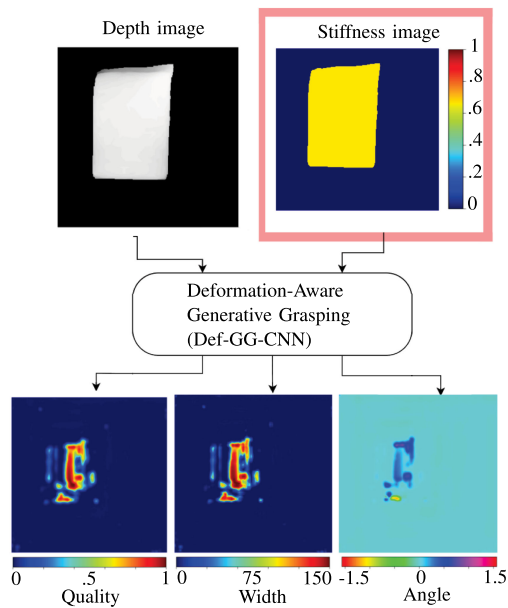 Depth image
Stiffness image
1
.8
.6
.4
.2
0
Deformation-Aware
Generative Grasping
(Def-GG-CNN)
0 .5 1
Quality
0 75 150
Width
-1.5 0 1.5
Angle